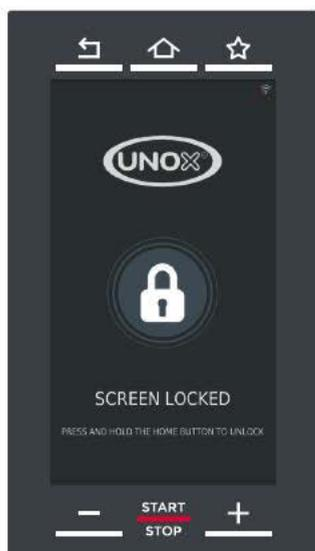 UNOX
SCREEN LOCKED
PRESS AND HOLD THE HOME BUTTON TO UNLOCK
START
STOP